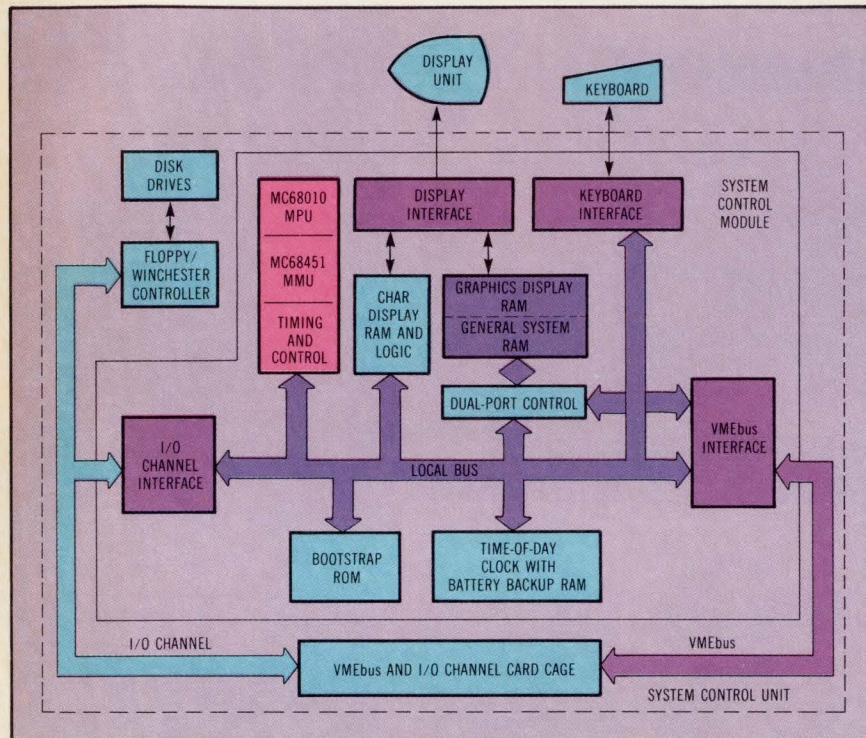 DISPLAY
UNIT
KEYBOARD
DISK
DRIVES
FLOPPY/
WINCHESTER
CONTROLLER
MC68010
MPU
MC68451
MMU
TIMING
AND
CONTROL
DISPLAY
INTERFACE
KEYBOARD
INTERFACE
SYSTEM
CONTROL
MODULE
CHAR
DISPLAY
RAM AND
LOGIC
GRAPHICS DISPLAY
RAM
GENERAL SYSTEM
RAM
DUAL-PORT CONTROL
I/O
CHANNEL
INTERFACE
LOCAL BUS
VMEbus
INTERFACE
BOOTSTRAP
ROM
TIME-OF-DAY
CLOCK WITH
BATTERY BACKUP RAM
I/O CHANNEL
VMEbus
VMEbus AND I/O CHANNEL CARD CAGE
SYSTEM CONTROL UNIT